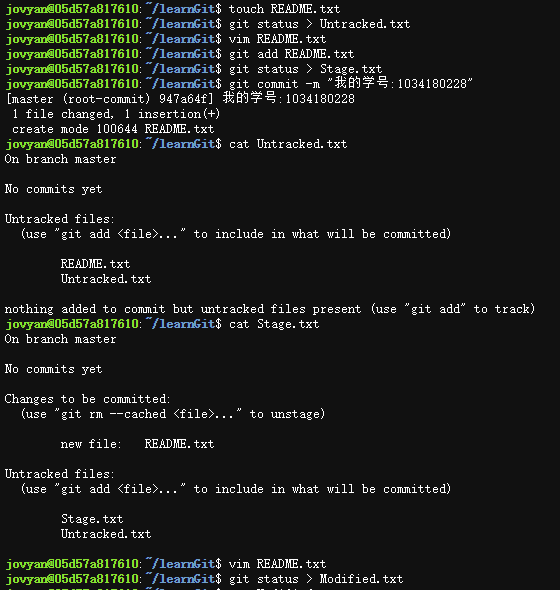 jovyan@05d57a817610:~/learnGit$ touch README.txt
jovyan@05d57a817610:~/learnGit$ git status > Untracked.txt
jovyan@05d57a817610:~/learnGit$ vim README.txt
jovyan@05d57a817610:~/learnGit$ git add README.txt
jovyan@05d57a817610:~/learnGit$ git status > Stage.txt
jovyan@05d57a817610:~/learnGit$ git commit -m "我的学号:1034180228"
[master (root-commit) 947a64f] 我的学号:1034180228
 1 file changed, 1 insertion(+)
 create mode 100644 README.txt
jovyan@05d57a817610:~/learnGit$ cat Untracked.txt
On branch master

No commits yet

Untracked files:
  (use "git add <file>..." to include in what will be committed)

        README.txt
        Untracked.txt

nothing added to commit but untracked files present (use "git add" to track)
jovyan@05d57a817610:~/learnGit$ cat Stage.txt
On branch master

No commits yet

Changes to be committed:
  (use "git rm --cached <file>..." to unstage)

        new file:   README.txt

Untracked files:
  (use "git add <file>..." to include in what will be committed)

        Stage.txt
        Untracked.txt

jovyan@05d57a817610:~/learnGit$ vim README.txt
jovyan@05d57a817610:~/learnGit$ git status > Modified.txt